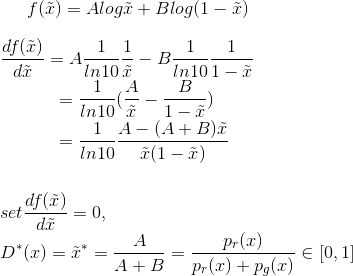 f(x̃) = Alogx̃ + Blog(1 − x̃)
df(x̃)/dx̃ = A 1/ln10 1/x̃ − B 1/ln10 1/(1 − x̃)
= 1/ln10 (A/x̃ − B/(1 − x̃))
= 1/ln10 (A − (A + B)x̃)/(x̃(1 − x̃))
set df(x̃)/dx̃ = 0,
D*(x) = x̃* = A/(A + B) = p_r(x)/(p_r(x) + p_g(x)) ∈ [0, 1]